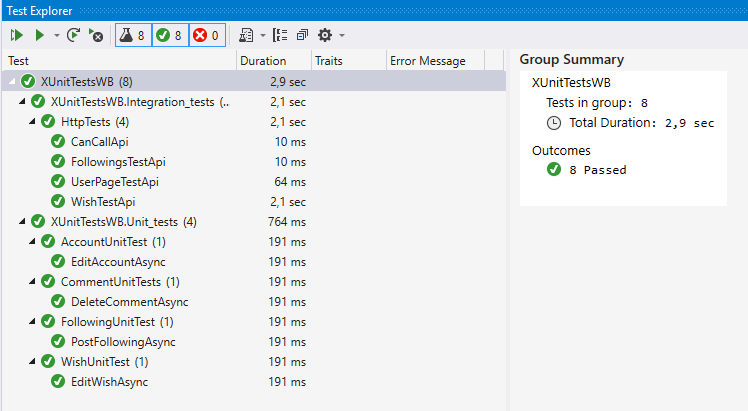 Test Explorer
8 8 0
Test Duration Traits Error Message
XUnitTestsWB (8) 2,9 sec
XUnitTestsWB.Integration_tests (.. 2,1 sec
HttpTests (4) 2,1 sec
CanCallApi 10 ms
FollowingsTestApi 10 ms
UserPageTestApi 64 ms
WishTestApi 2,1 sec
XUnitTestsWB.Unit_tests (4) 764 ms
AccountUnitTest (1) 191 ms
EditAccountAsync 191 ms
CommentUnitTests (1) 191 ms
DeleteCommentAsync 191 ms
FollowingUnitTest (1) 191 ms
PostFollowingAsync 191 ms
WishUnitTest (1) 191 ms
EditWishAsync 191 ms
Group Summary
XUnitTestsWB
Tests in group: 8
Total Duration: 2,9 sec
Outcomes
8 Passed